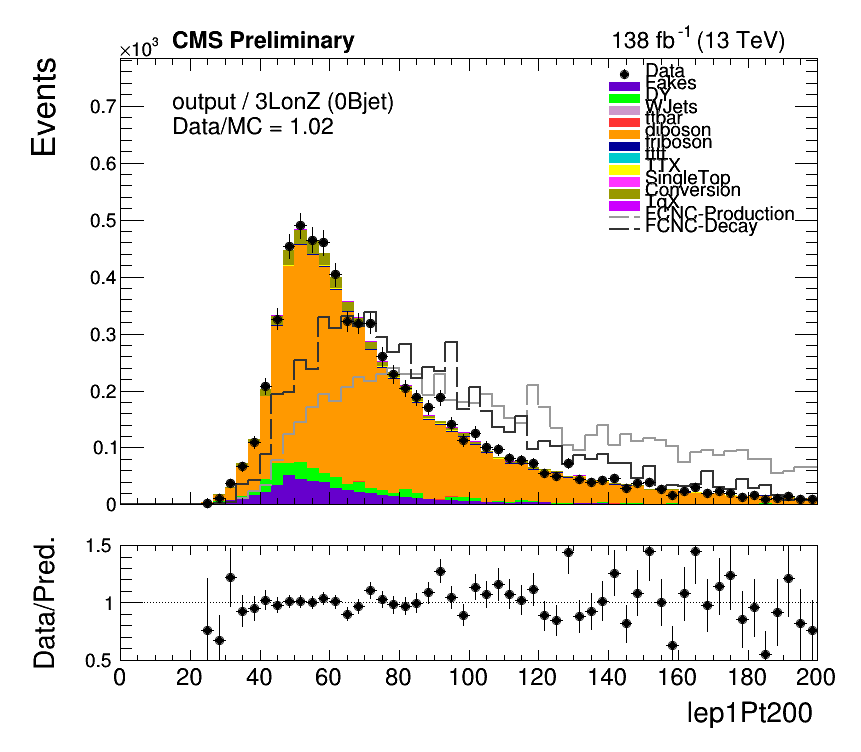 ×10³ CMS Preliminary 138 fb⁻¹ (13 TeV)
Events
output / 3LonZ (0Bjet)
Data/MC = 1.02
Data
Fakes
DY
WJets
ttbar
diboson
triboson
tttt
TTX
SingleTop
Conversion
TqX
FCNC-Production
FCNC-Decay
0.7
0.6
0.5
0.4
0.3
0.2
0.1
0
Data/Pred.
1.5
1
0.5
0 20 40 60 80 100 120 140 160 180 200
lep1Pt200